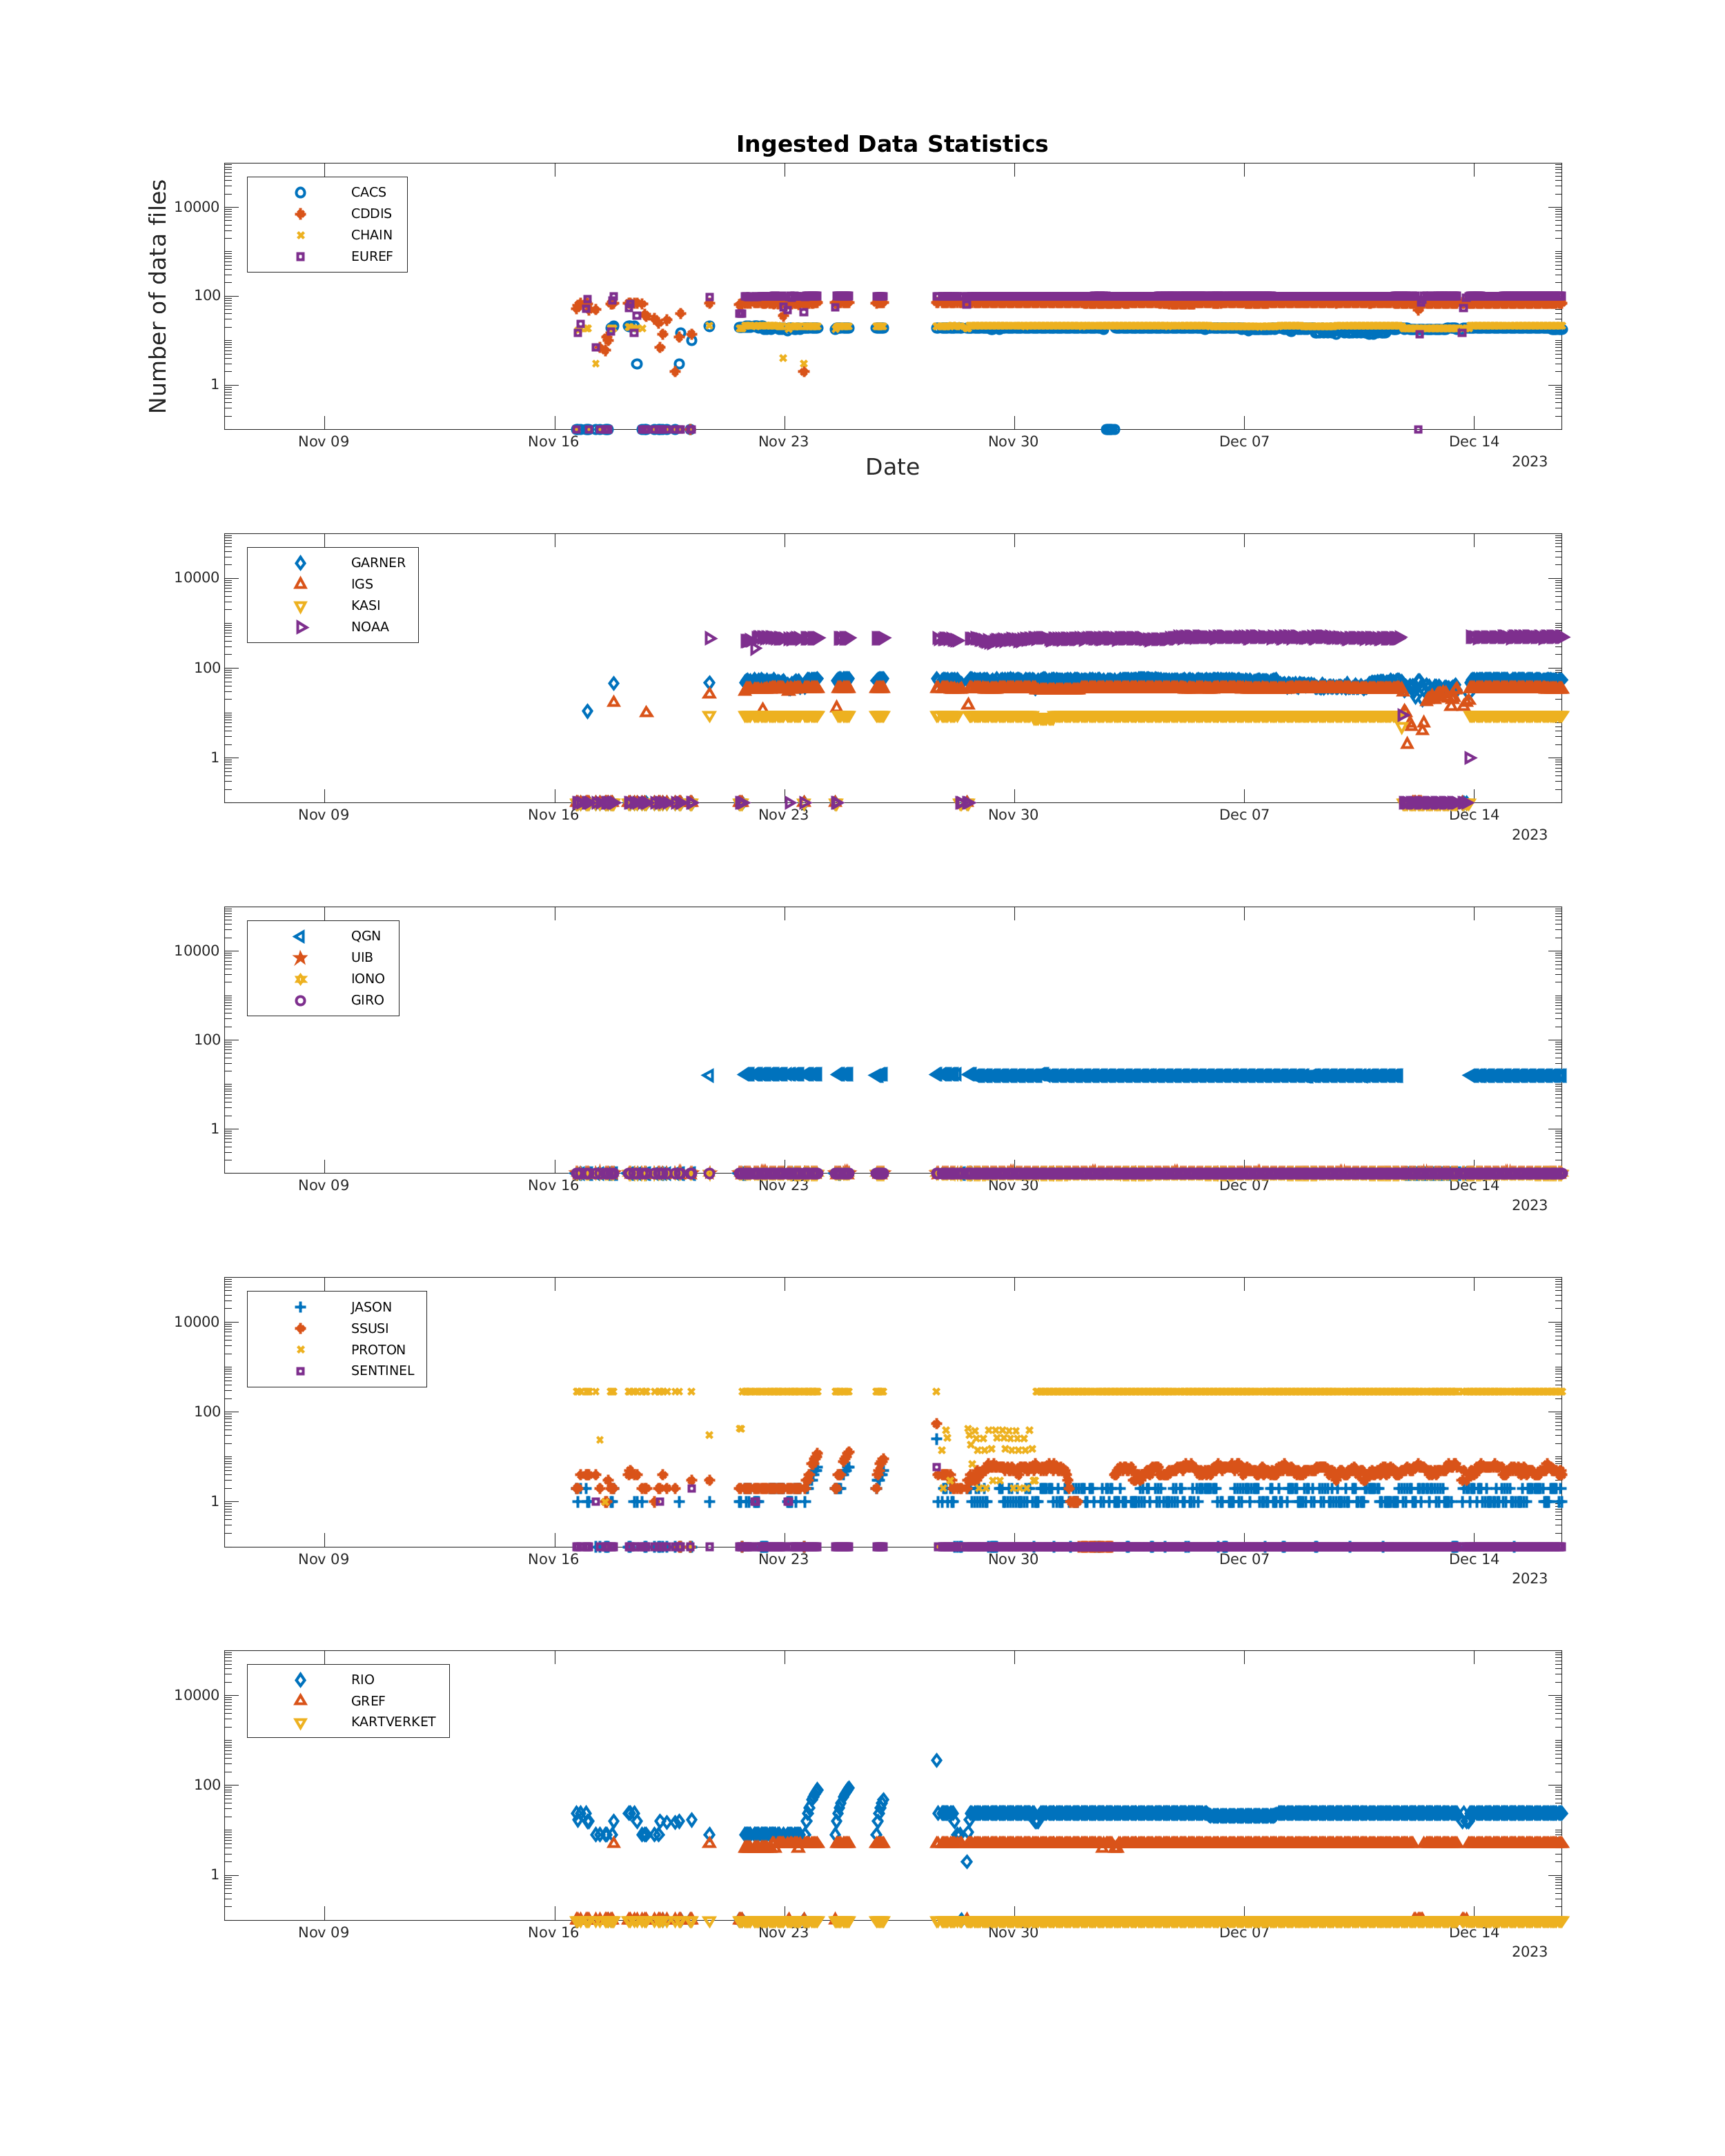 Ingested Data Statistics
Number of data files
CACS
CDDIS
CHAIN
EUREF
10000
100
1
Nov 09 Nov 16 Nov 23 Nov 30 Dec 07 Dec 14
2023
Date
GARNER
IGS
KASI
NOAA
10000
100
1
Nov 09 Nov 16 Nov 23 Nov 30 Dec 07 Dec 14
2023
QGN
UIB
IONO
GIRO
10000
100
1
Nov 09 Nov 16 Nov 23 Nov 30 Dec 07 Dec 14
2023
JASON
SSUSI
PROTON
SENTINEL
10000
100
1
Nov 09 Nov 16 Nov 23 Nov 30 Dec 07 Dec 14
2023
RIO
GREF
KARTVERKET
10000
100
1
Nov 09 Nov 16 Nov 23 Nov 30 Dec 07 Dec 14
2023